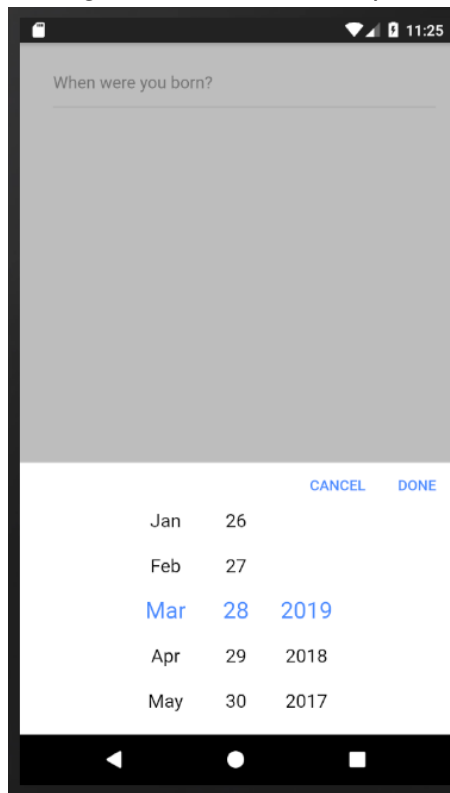 11:25
When were you born?
CANCEL DONE
Jan 26
Feb 27
Mar 28 2019
Apr 29 2018
May 30 2017